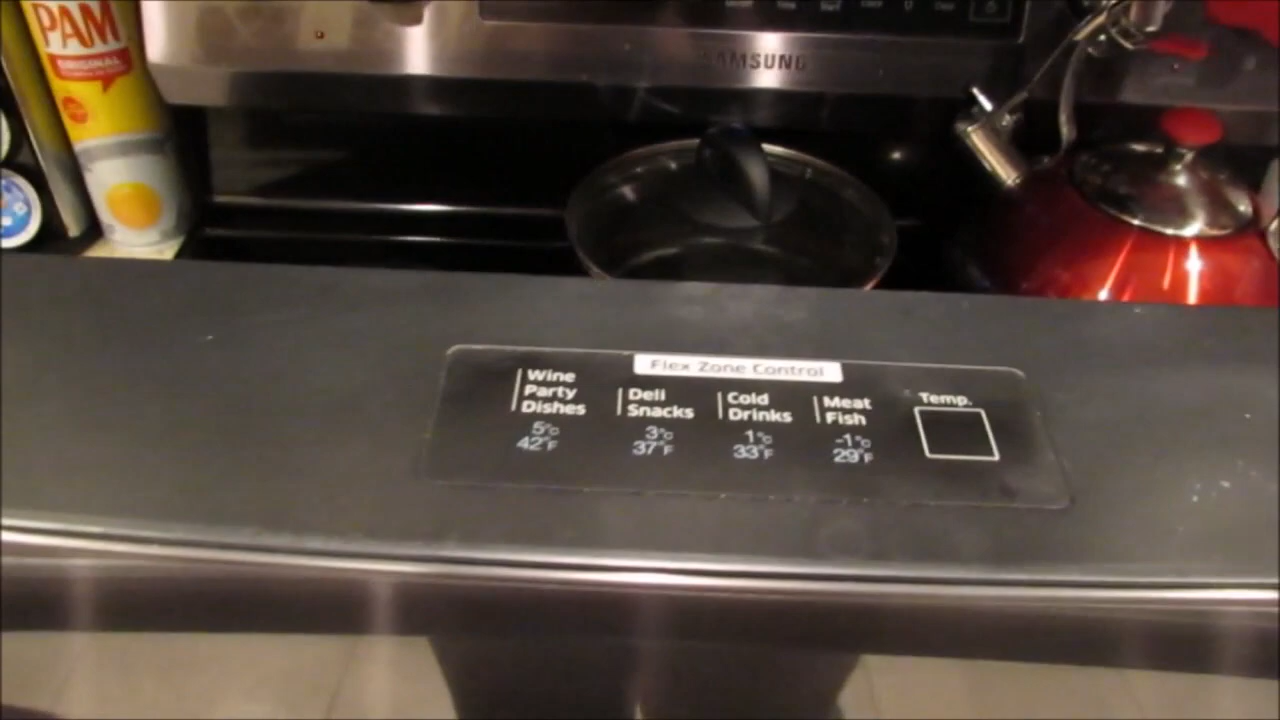 PAM
ORIGINAL
SAMSUNG
Flex Zone Control
Wine
Party
Dishes
5°C
42°F
Deli
Snacks
3°C
37°F
Cold
Drinks
1°C
33°F
Meat
Fish
-1°C
29°F
Temp.